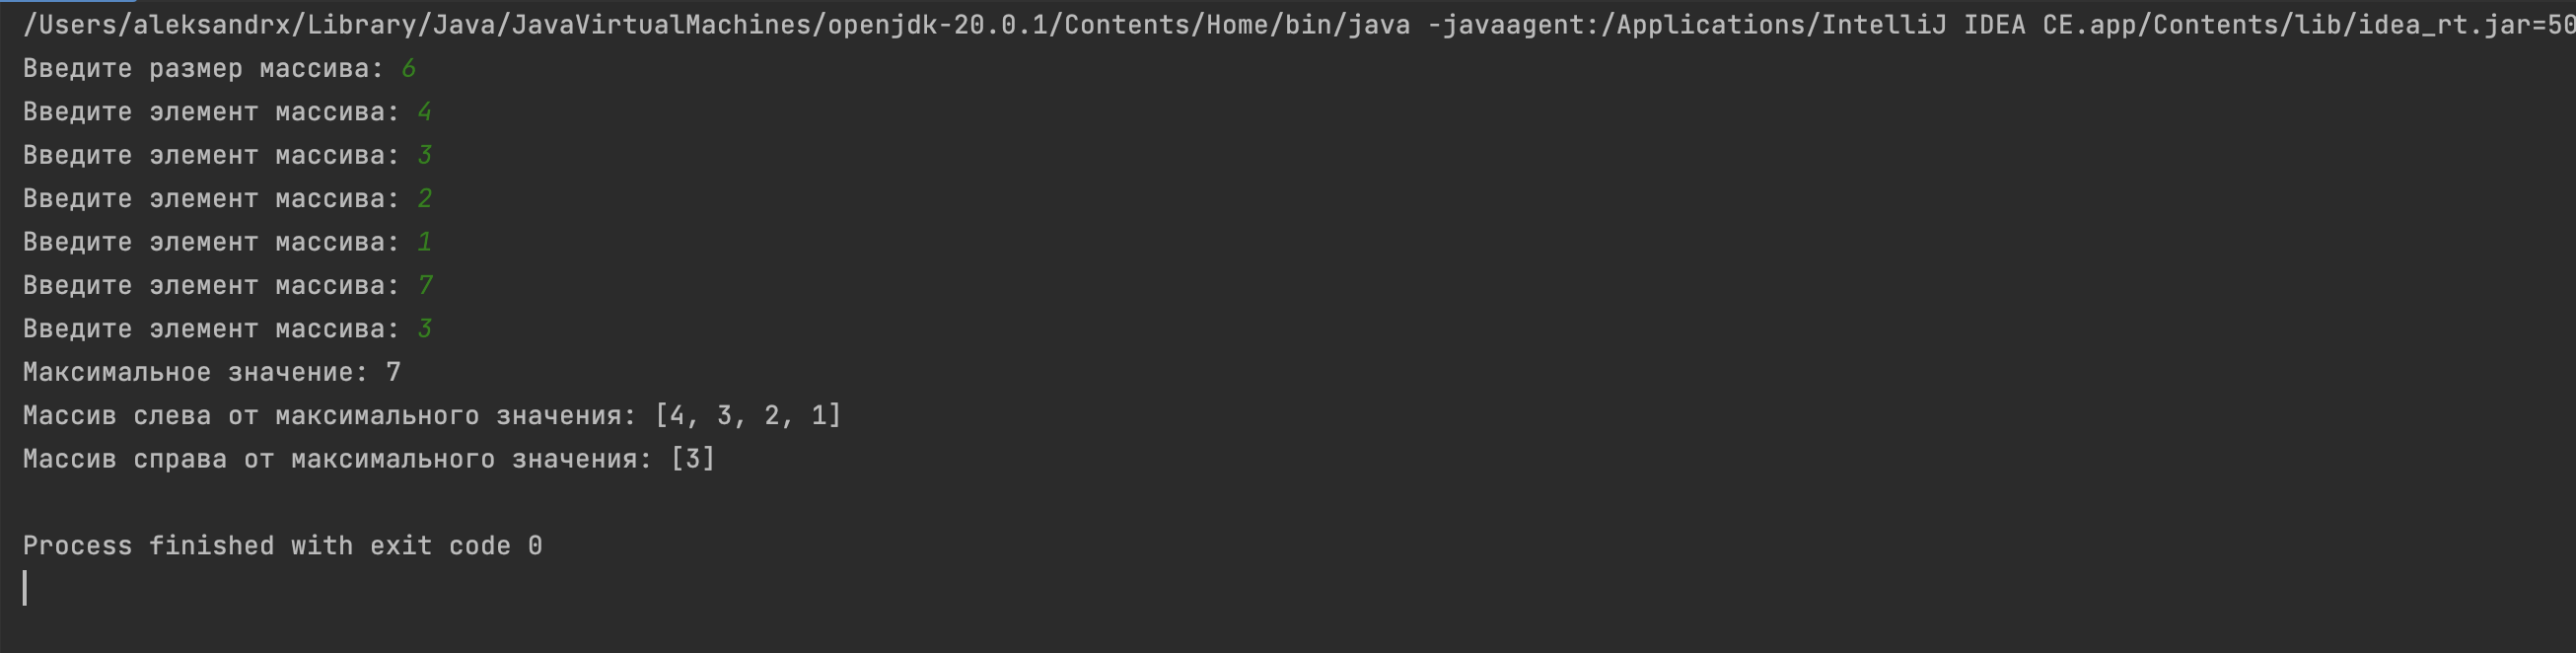 /Users/aleksandrx/Library/Java/JavaVirtualMachines/openjdk-20.0.1/Contents/Home/bin/java -javaagent:/Applications/IntelliJ IDEA CE.app/Contents/lib/idea_rt.jar=50
Введите размер массива: 6
Введите элемент массива: 4
Введите элемент массива: 3
Введите элемент массива: 2
Введите элемент массива: 1
Введите элемент массива: 7
Введите элемент массива: 3
Максимальное значение: 7
Массив слева от максимального значения: [4, 3, 2, 1]
Массив справа от максимального значения: [3]
Process finished with exit code 0